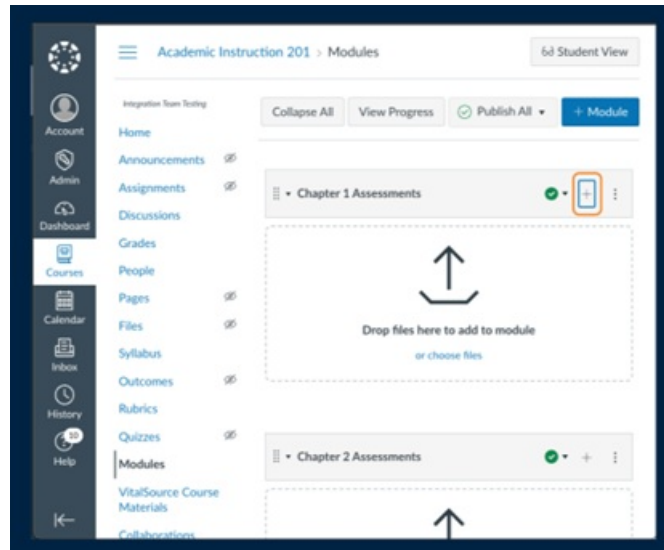 Academic Instruction 201 > Modules
Student View
Account
Admin
Dashboard
Courses
Calendar
Inbox
History
10
Help
Integration Team Testing
Home
Announcements
Assignments
Discussions
Grades
People
Pages
Files
Syllabus
Outcomes
Rubrics
Quizzes
Modules
VitalSource Course
Materials
Collaborations
Collapse All
View Progress
Publish All
+ Module
Chapter 1 Assessments
Drop files here to add to module
or choose files
Chapter 2 Assessments